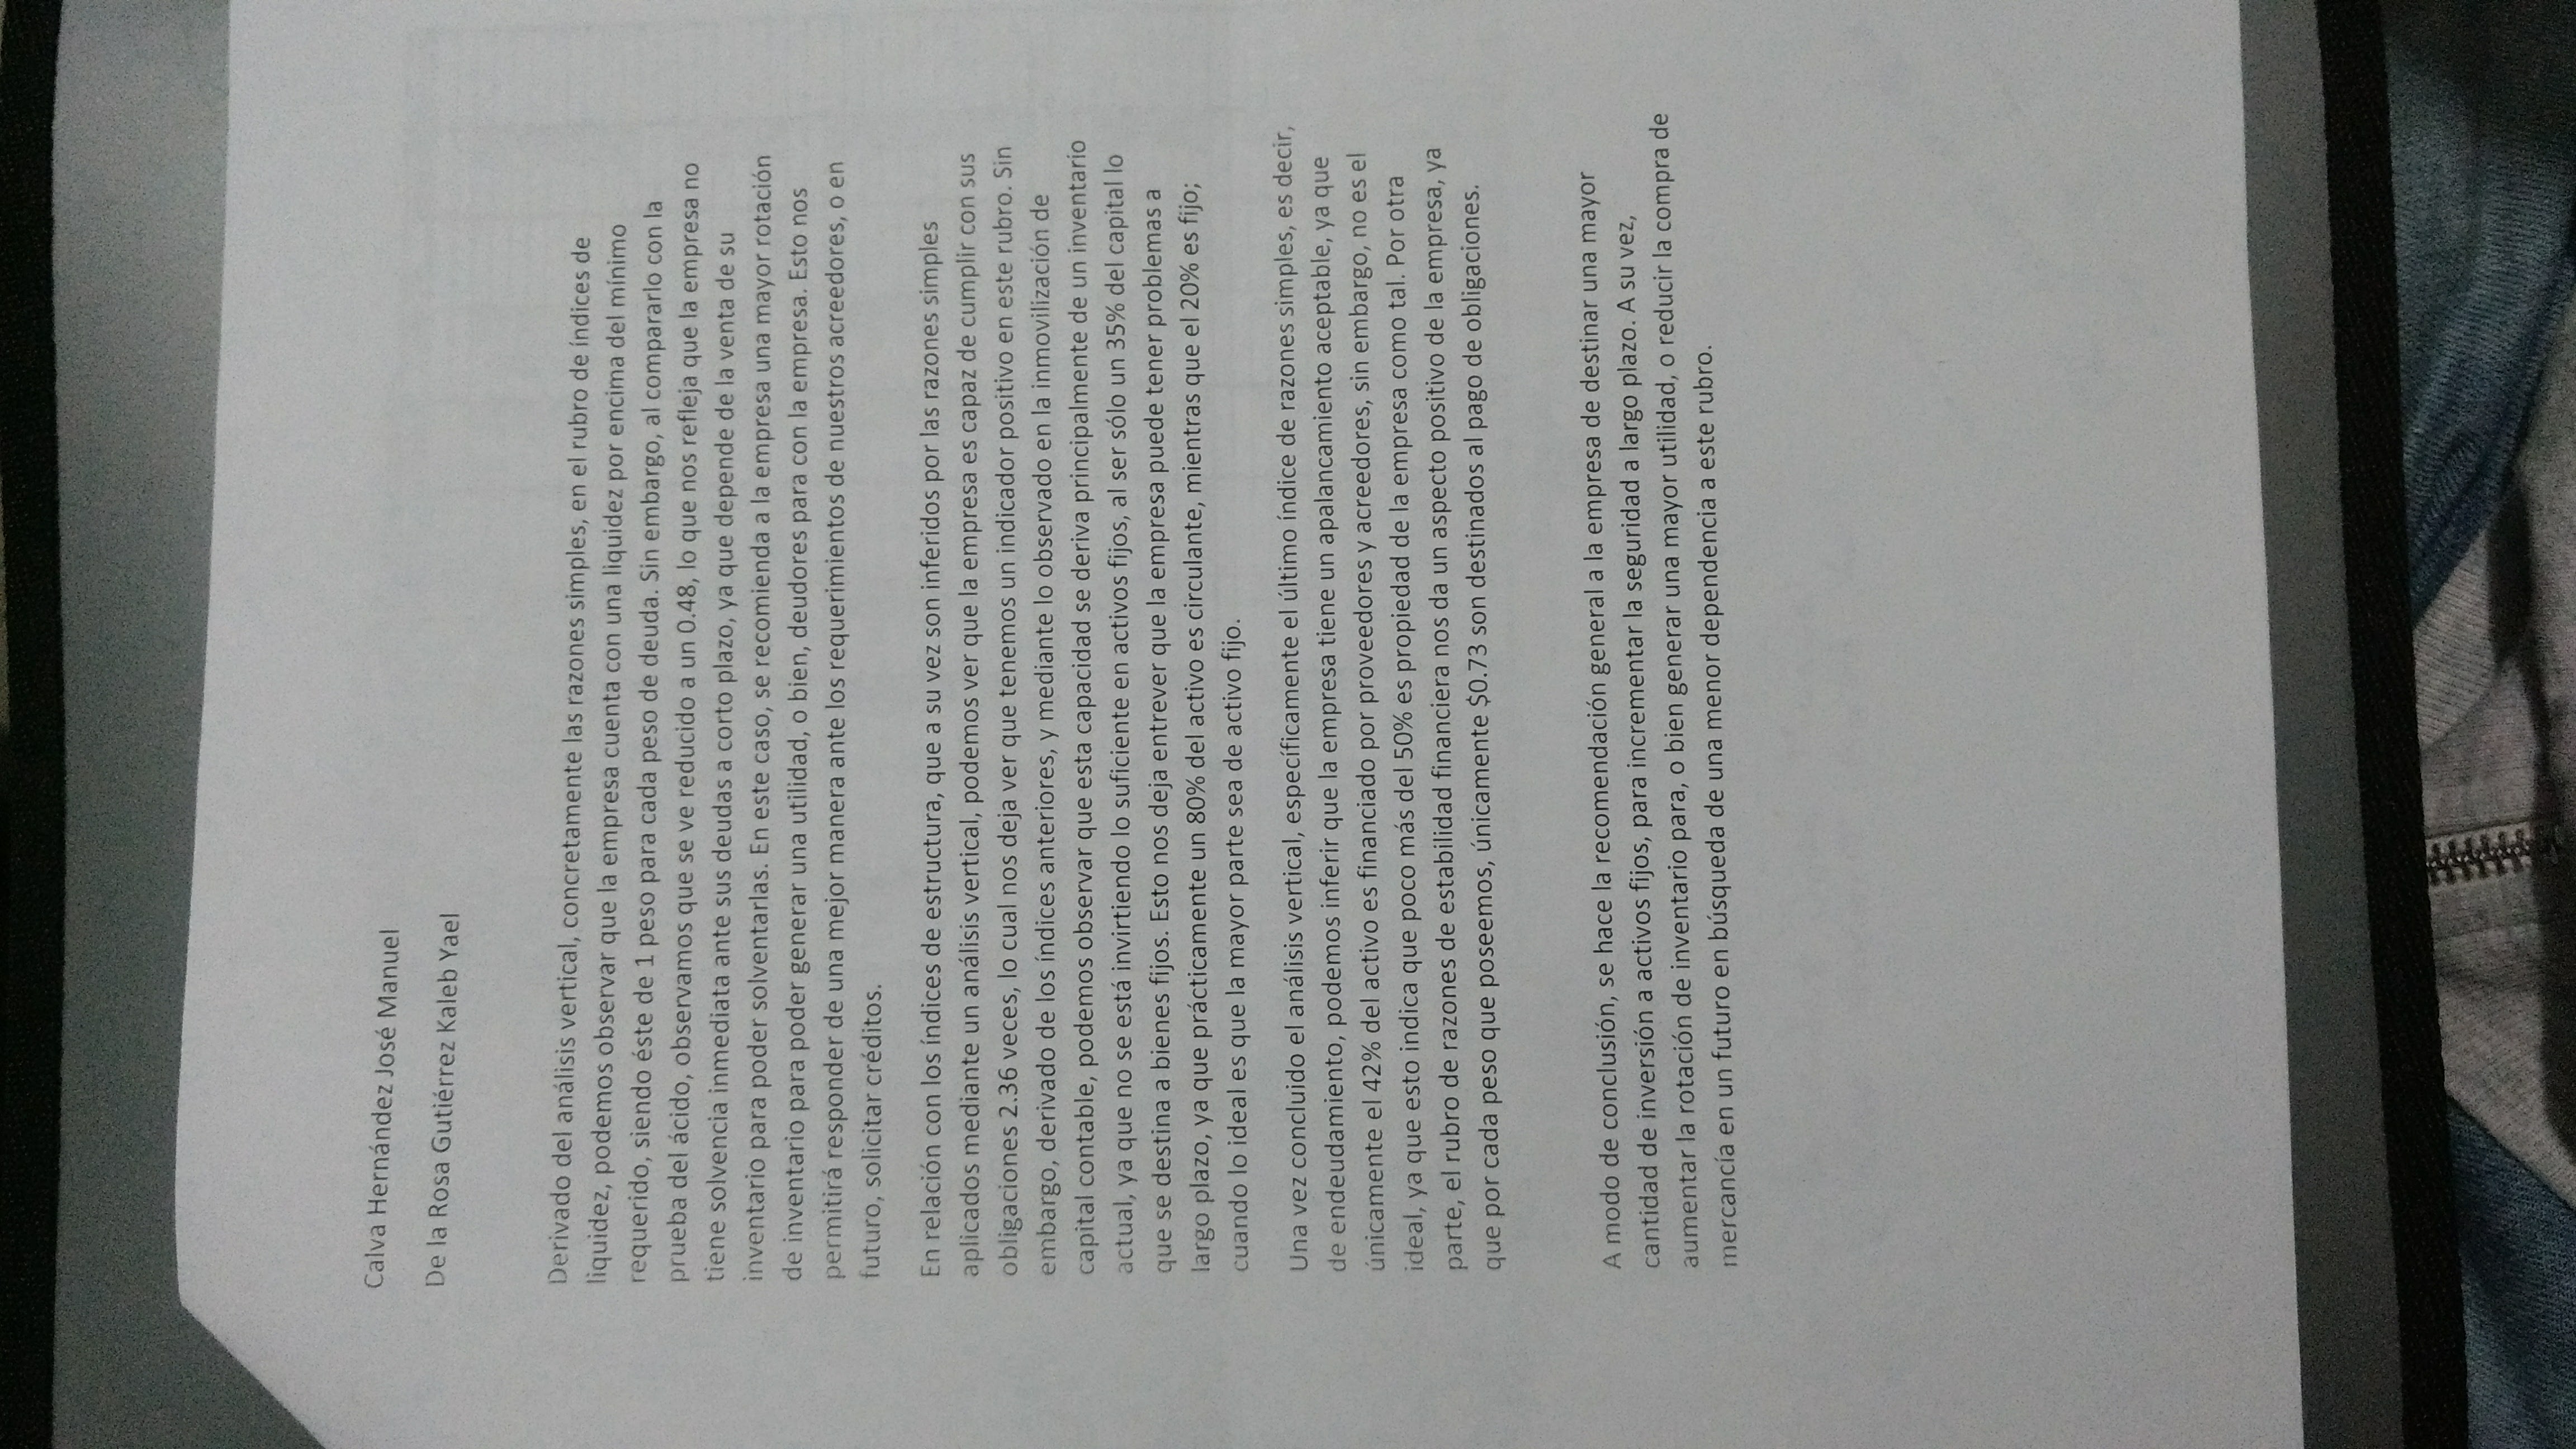 Calva Hernández José Manuel
De la Rosa Gutiérrez Kaleb Yael
Derivado del análisis vertical, concretamente las razones simples, en el rubro de índices de
liquidez, podemos observar que la empresa cuenta con una liquidez por encima del mínimo
requerido, siendo éste de 1 peso para cada peso de deuda. Sin embargo, al compararlo con la
prueba del ácido, observamos que se ve reducido a un 0.48, lo que nos refleja que la empresa no
tiene solvencia inmediata ante sus deudas a corto plazo, ya que depende de la venta de su
inventario para poder solventarlas. En este caso, se recomienda a la empresa una mayor rotación
de inventario para poder generar una utilidad, o bien, deudores para con la empresa. Esto nos
permitirá responder de una mejor manera ante los requerimientos de nuestros acreedores, o en
futuro, solicitar créditos.
En relación con los índices de estructura, que a su vez son inferidos por las razones simples
aplicados mediante un análisis vertical, podemos ver que la empresa es capaz de cumplir con sus
obligaciones 2.36 veces, lo cual nos deja ver que tenemos un indicador positivo en este rubro. Sin
embargo, derivado de los índices anteriores, y mediante lo observado en la inmovilización de
capital contable, podemos observar que esta capacidad se deriva principalmente de un inventario
actual, ya que no se está invirtiendo lo suficiente en activos fijos, al ser sólo un 35% del capital lo
que se destina a bienes fijos. Esto nos deja entrever que la empresa puede tener problemas a
largo plazo, ya que prácticamente un 80% del activo es circulante, mientras que el 20% es fijo;
cuando lo ideal es que la mayor parte sea de activo fijo.
Una vez concluido el análisis vertical, específicamente el último índice de razones simples, es decir,
de endeudamiento, podemos inferir que la empresa tiene un apalancamiento aceptable, ya que
únicamente el 42% del activo es financiado por proveedores y acreedores, sin embargo, no es el
ideal, ya que esto indica que poco más del 50% es propiedad de la empresa como tal. Por otra
parte, el rubro de razones de estabilidad financiera nos da un aspecto positivo de la empresa, ya
que por cada peso que poseemos, únicamente $0.73 son destinados al pago de obligaciones.
A modo de conclusión, se hace la recomendación general a la empresa de destinar una mayor
cantidad de inversión a activos fijos, para incrementar la seguridad a largo plazo. A su vez,
aumentar la rotación de inventario para, o bien generar una mayor utilidad, o reducir la compra de
mercancía en un futuro en búsqueda de una menor dependencia a este rubro.